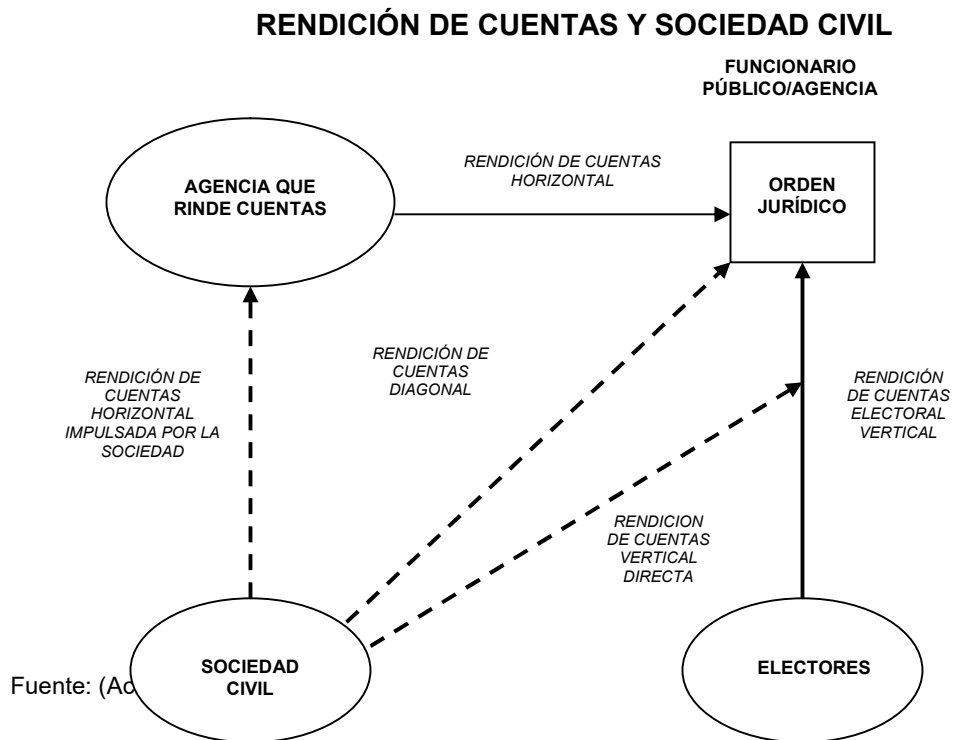 RENDICIÓN DE CUENTAS Y SOCIEDAD CIVIL
FUNCIONARIO
PÚBLICO/AGENCIA
AGENCIA QUE
RINDE CUENTAS
RENDICIÓN DE CUENTAS
HORIZONTAL
ORDEN
JURÍDICO
RENDICIÓN DE
CUENTAS
HORIZONTAL
IMPULSADA POR LA
SOCIEDAD
RENDICIÓN DE
CUENTAS
DIAGONAL
RENDICIÓN
DE CUENTAS
ELECTORAL
VERTICAL
RENDICION
DE CUENTAS
VERTICAL
DIRECTA
SOCIEDAD
CIVIL
ELECTORES
Fuente: